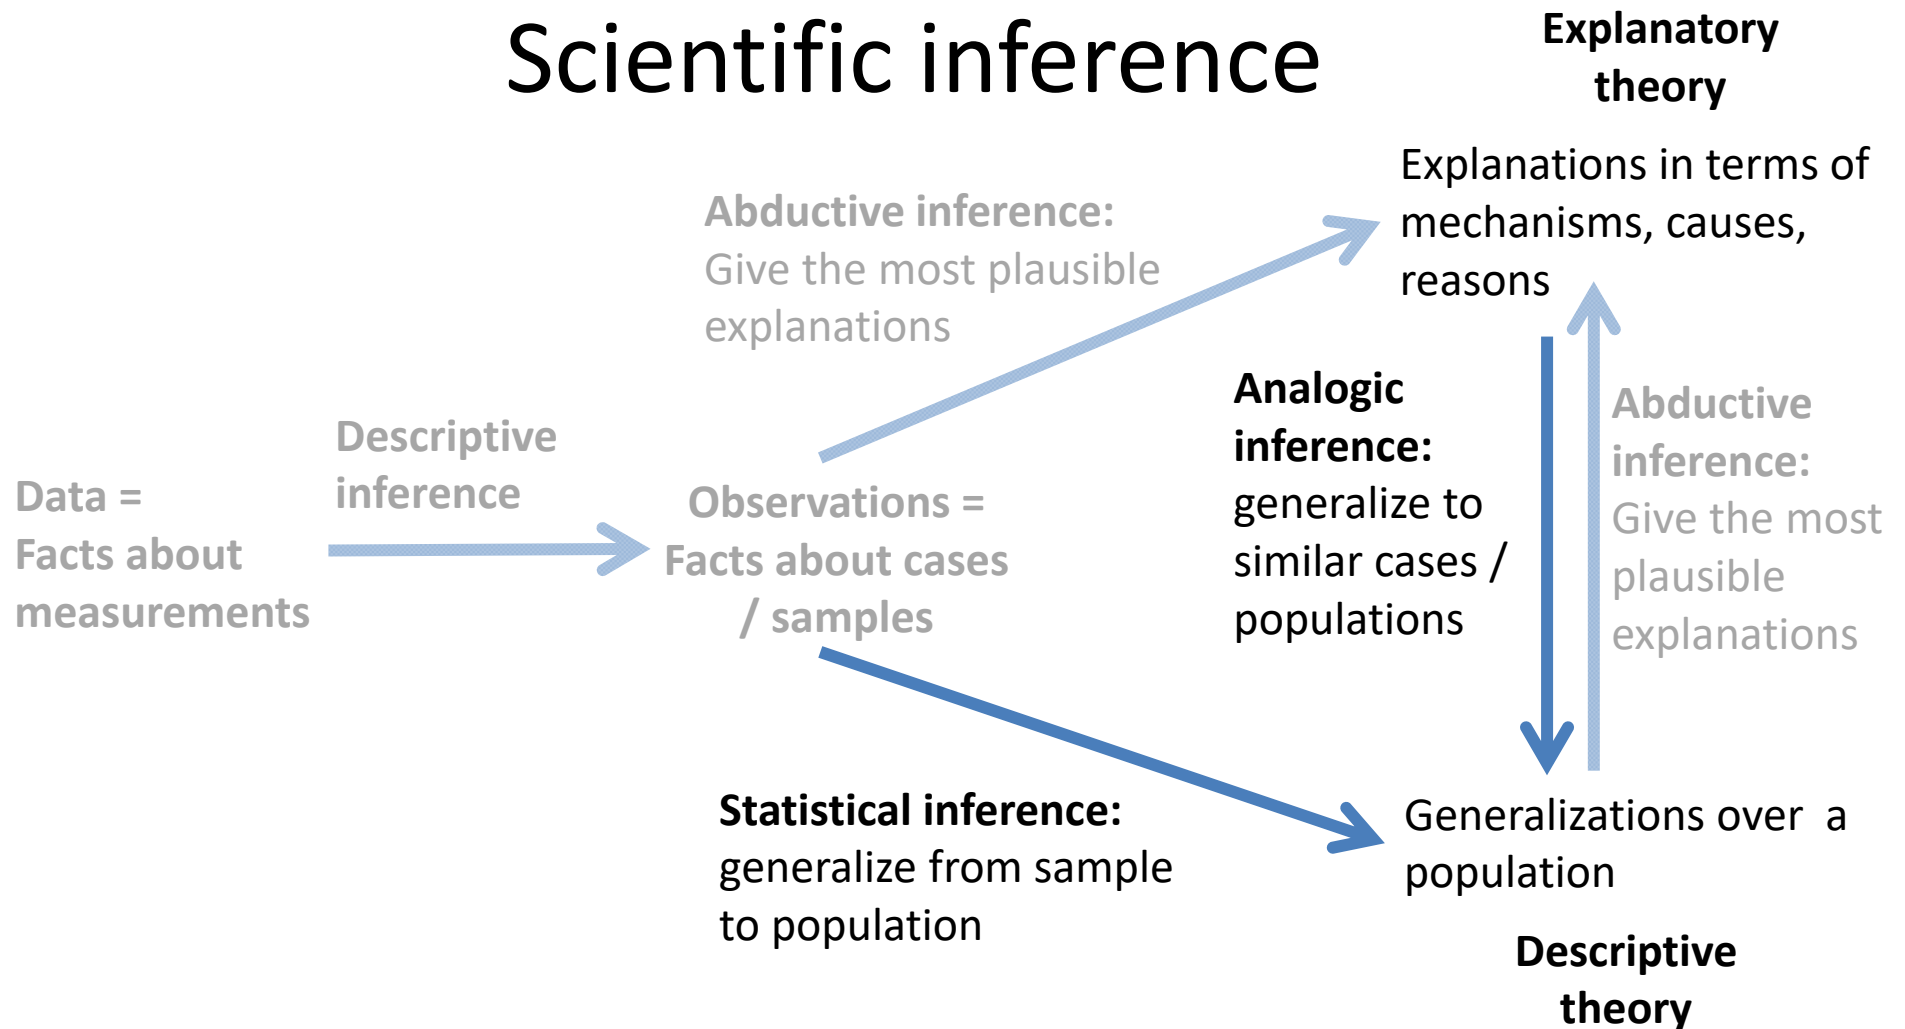 Scientific inference
Explanatory
theory
Explanations in terms of
mechanisms, causes,
reasons
Abductive inference:
Give the most plausible
explanations
Analogic
inference:
generalize to
similar cases /
populations
Abductive
inference:
Give the most
plausible
explanations
Descriptive
inference
Data =
Facts about
measurements
Observations =
Facts about cases
/ samples
Statistical inference:
generalize from sample
to population
Generalizations over  a
population
Descriptive
theory